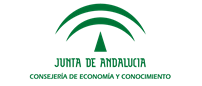 JUNTA DE ANDALUCIA
CONSEJERÍA DE ECONOMÍA Y CONOCIMIENTO